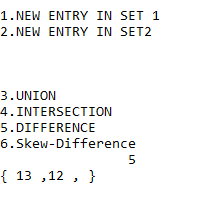 1.NEW ENTRY IN SET 1
2.NEW ENTRY IN SET2
3.UNION
4.INTERSECTION
5.DIFFERENCE
6.Skew-Difference
5
{ 13 ,12 , }